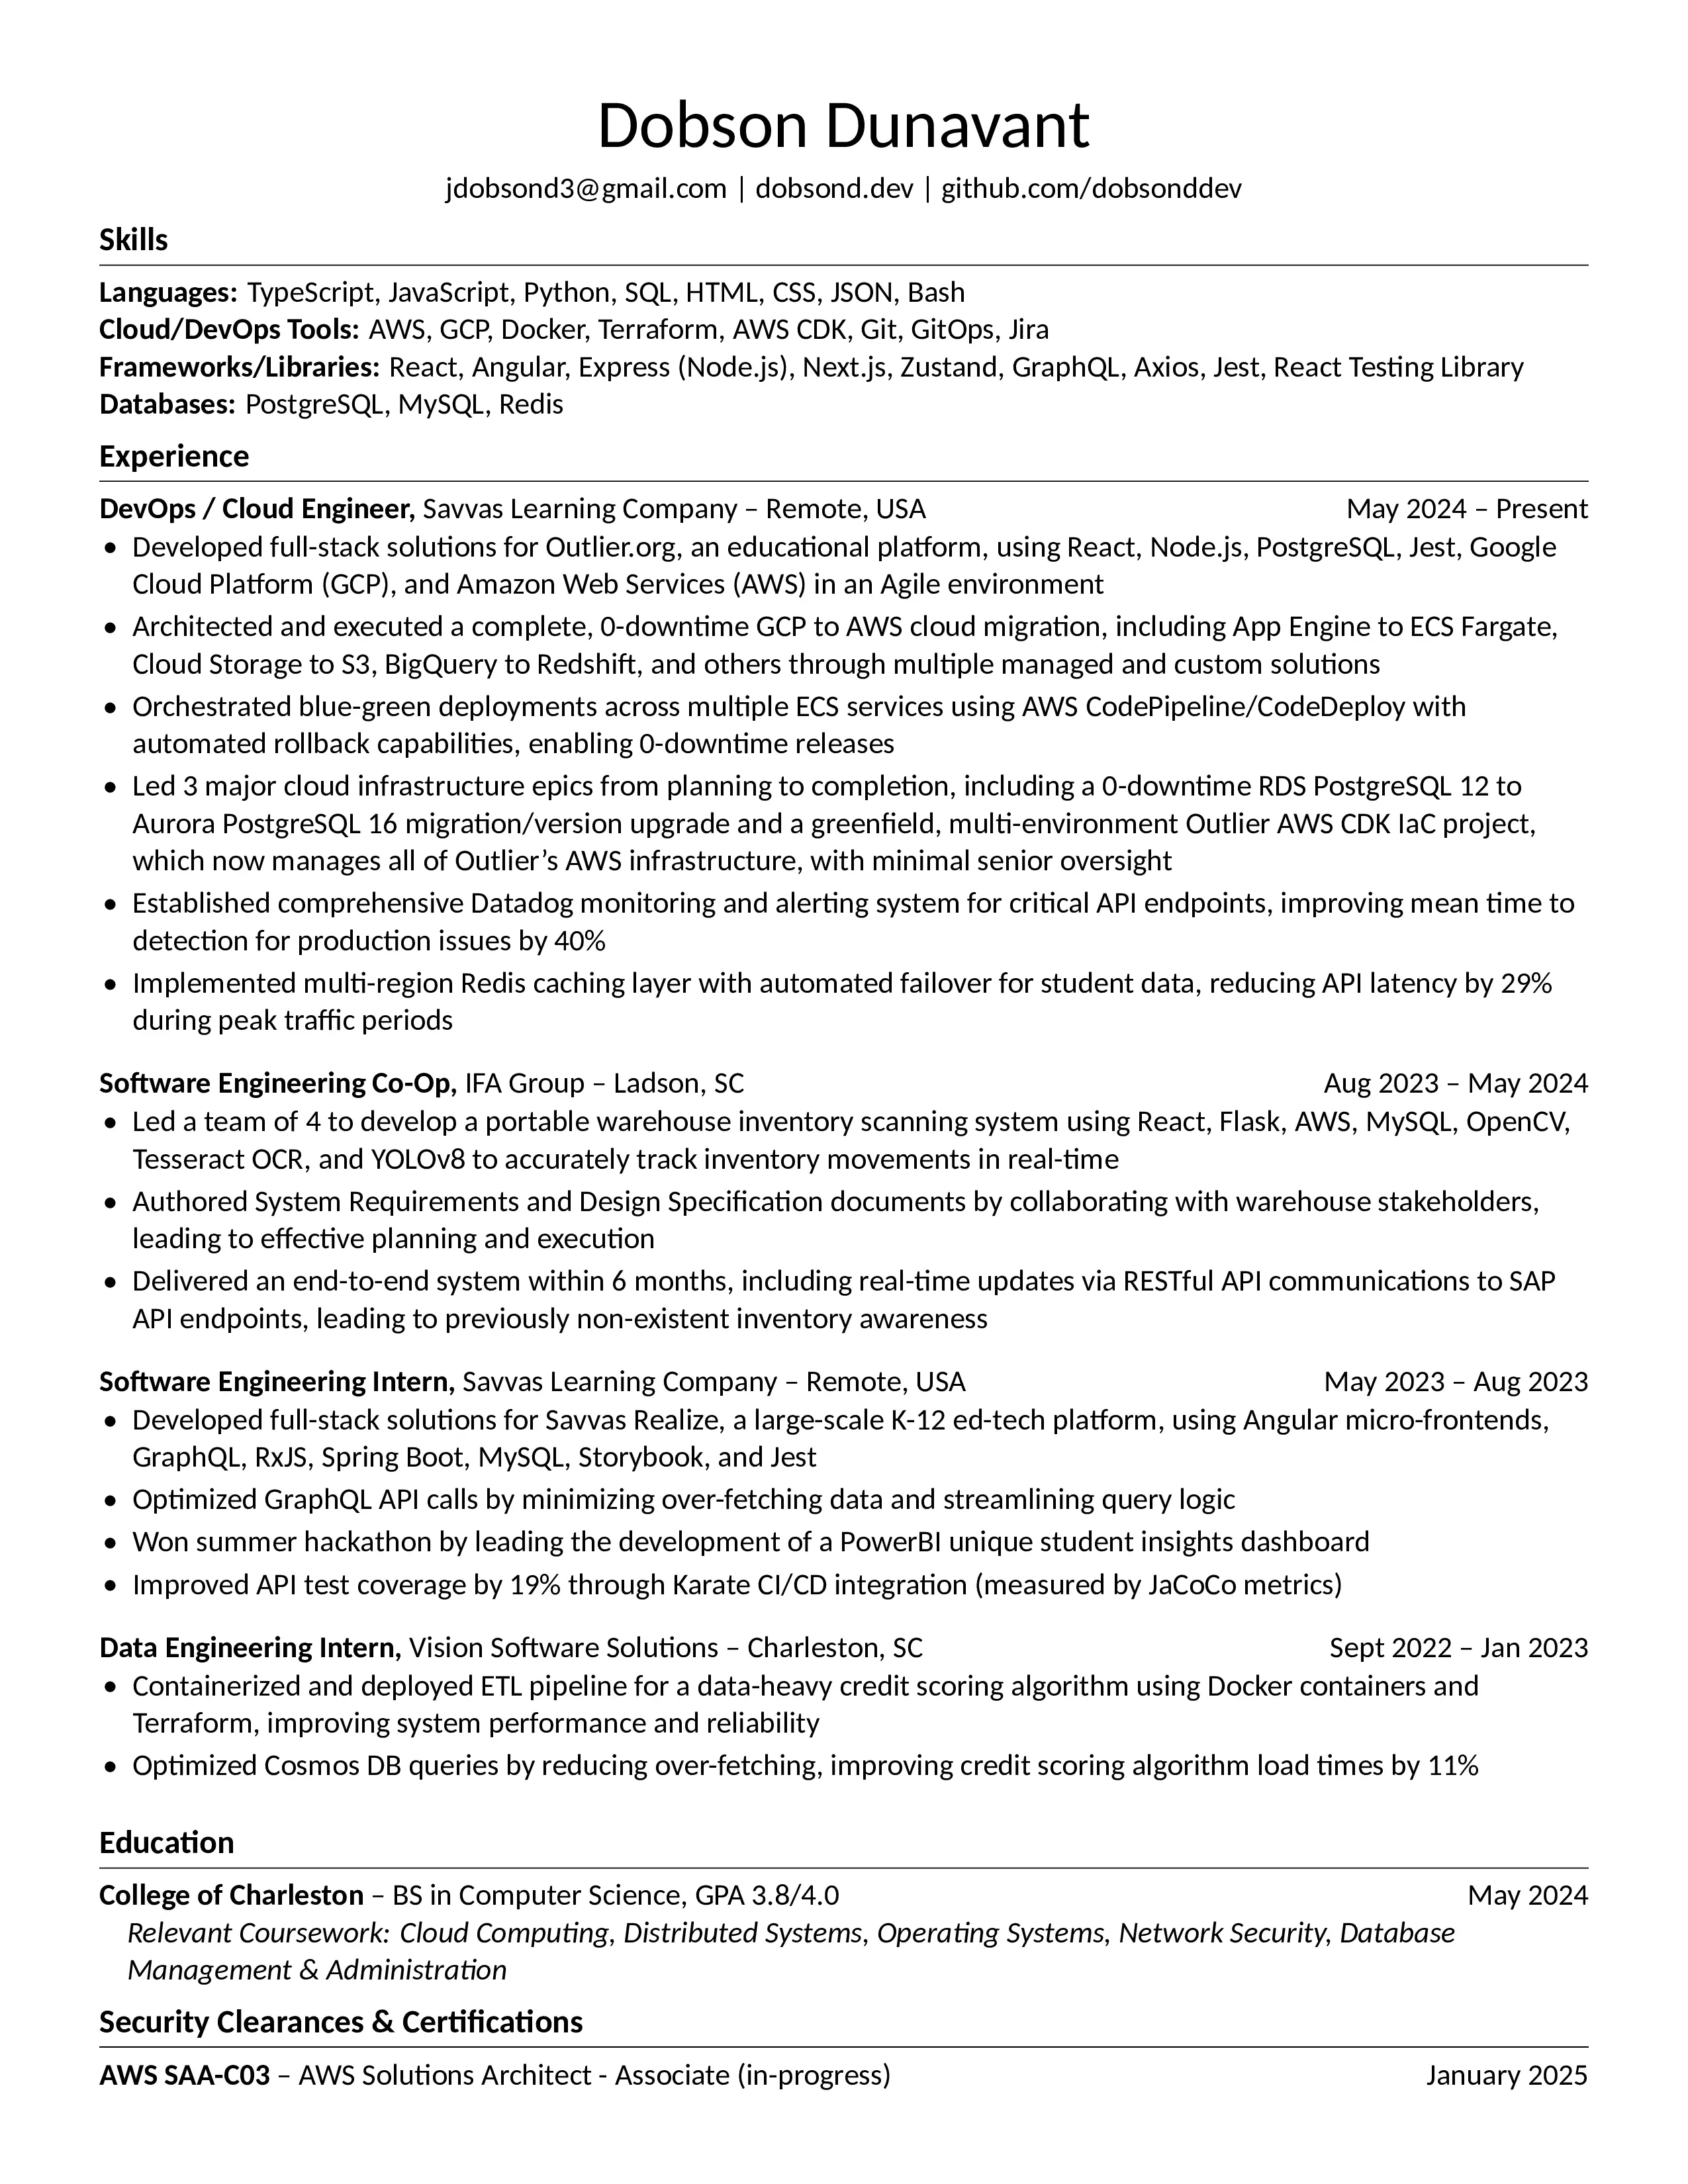 Dobson Dunavant
jdobsond3@gmail.com | dobsond.dev | github.com/dobsonddev
Skills
Languages: TypeScript, JavaScript, Python, SQL, HTML, CSS, JSON, Bash
Cloud/DevOps Tools: AWS, GCP, Docker, Terraform, AWS CDK, Git, GitOps, Jira
Frameworks/Libraries: React, Angular, Express (Node.js), Next.js, Zustand, GraphQL, Axios, Jest, React Testing Library
Databases: PostgreSQL, MySQL, Redis
Experience
DevOps / Cloud Engineer, Savvas Learning Company – Remote, USA May 2024 – Present
• Developed full-stack solutions for Outlier.org, an educational platform, using React, Node.js, PostgreSQL, Jest, Google
Cloud Platform (GCP), and Amazon Web Services (AWS) in an Agile environment
• Architected and executed a complete, 0-downtime GCP to AWS cloud migration, including App Engine to ECS Fargate,
Cloud Storage to S3, BigQuery to Redshift, and others through multiple managed and custom solutions
• Orchestrated blue-green deployments across multiple ECS services using AWS CodePipeline/CodeDeploy with
automated rollback capabilities, enabling 0-downtime releases
• Led 3 major cloud infrastructure epics from planning to completion, including a 0-downtime RDS PostgreSQL 12 to
Aurora PostgreSQL 16 migration/version upgrade and a greenfield, multi-environment Outlier AWS CDK IaC project,
which now manages all of Outlier’s AWS infrastructure, with minimal senior oversight
• Established comprehensive Datadog monitoring and alerting system for critical API endpoints, improving mean time to
detection for production issues by 40%
• Implemented multi-region Redis caching layer with automated failover for student data, reducing API latency by 29%
during peak traffic periods
Software Engineering Co-Op, IFA Group – Ladson, SC Aug 2023 – May 2024
• Led a team of 4 to develop a portable warehouse inventory scanning system using React, Flask, AWS, MySQL, OpenCV,
Tesseract OCR, and YOLOv8 to accurately track inventory movements in real-time
• Authored System Requirements and Design Specification documents by collaborating with warehouse stakeholders,
leading to effective planning and execution
• Delivered an end-to-end system within 6 months, including real-time updates via RESTful API communications to SAP
API endpoints, leading to previously non-existent inventory awareness
Software Engineering Intern, Savvas Learning Company – Remote, USA May 2023 – Aug 2023
• Developed full-stack solutions for Savvas Realize, a large-scale K-12 ed-tech platform, using Angular micro-frontends,
GraphQL, RxJS, Spring Boot, MySQL, Storybook, and Jest
• Optimized GraphQL API calls by minimizing over-fetching data and streamlining query logic
• Won summer hackathon by leading the development of a PowerBI unique student insights dashboard
• Improved API test coverage by 19% through Karate CI/CD integration (measured by JaCoCo metrics)
Data Engineering Intern, Vision Software Solutions – Charleston, SC Sept 2022 – Jan 2023
• Containerized and deployed ETL pipeline for a data-heavy credit scoring algorithm using Docker containers and
Terraform, improving system performance and reliability
• Optimized Cosmos DB queries by reducing over-fetching, improving credit scoring algorithm load times by 11%
Education
College of Charleston – BS in Computer Science, GPA 3.8/4.0 May 2024
Relevant Coursework: Cloud Computing, Distributed Systems, Operating Systems, Network Security, Database
Management & Administration
Security Clearances & Certifications
AWS SAA-C03 – AWS Solutions Architect - Associate (in-progress) January 2025